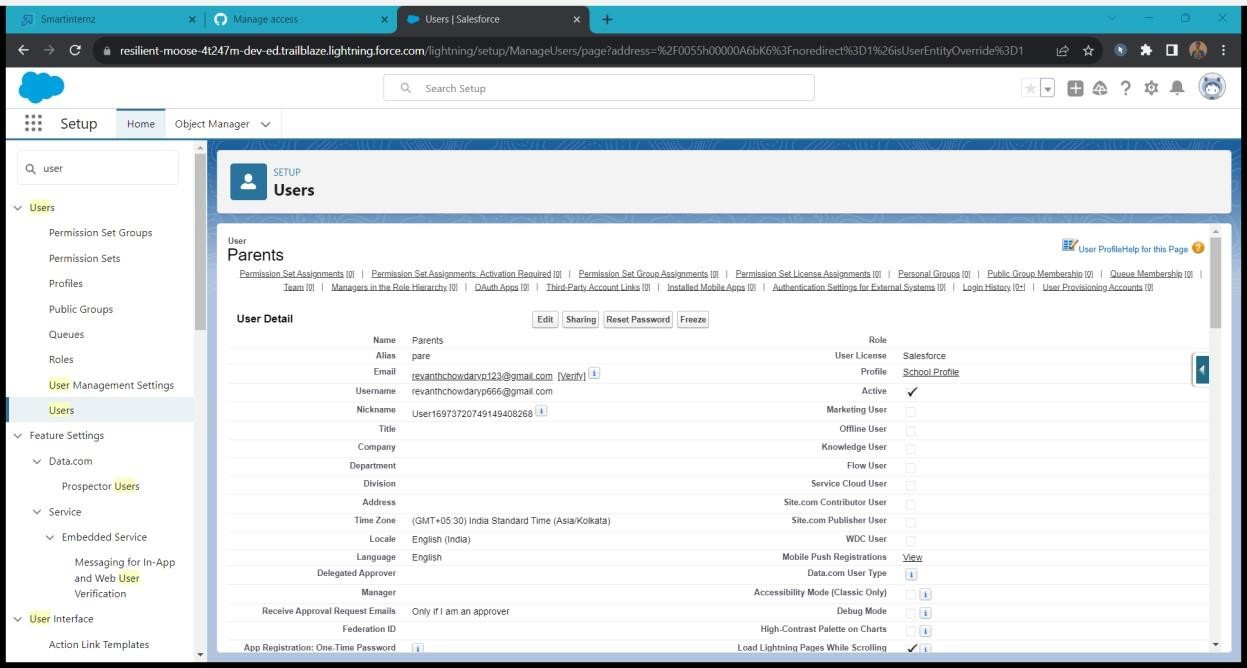 Smartinternz
Manage access
Users | Salesforce
resilient-moose-4t247m-dev-ed.trailblaze.lightning.force.com/lightning/setup/ManageUsers/page?address=%2F0055h00000A6bK6%3Fnoredirect%3D1%26isUserEntityOverride%3D1
Search Setup
Setup
Home
Object Manager
user
Users
Permission Set Groups
Permission Sets
Profiles
Public Groups
Queues
Roles
User Management Settings
Users
Feature Settings
Data.com
Prospector Users
Service
Embedded Service
Messaging for In-App
and Web User
Verification
User Interface
Action Link Templates
SETUP
Users
User
Parents
User ProfileHelp for this Page
Permission Set Assignments [0] | Permission Set Assignments: Activation Required [0] | Permission Set Group Assignments [0] | Permission Set License Assignments [0] | Personal Groups [0] | Public Group Membership [0] | Queue Membership [0] |
Team [0] | Managers in the Role Hierarchy [0] | OAuth Apps [0] | Third-Party Account Links [0] | Installed Mobile Apps [0] | Authentication Settings for External Systems [0] | Login History [0+] | User Provisioning Accounts [0]
User Detail Edit Sharing Reset Password Freeze
Name Parents Role
Alias pare User License Salesforce
Email revanthchowdaryp123@gmail.com [Verify] i Profile School Profile
Username revanthchowdaryp666@gmail.com Active
Nickname User16973720749149408268 i Marketing User
Title Offline User
Company Knowledge User
Department Flow User
Division Service Cloud User
Address Site.com Contributor User
Time Zone (GMT+05:30) India Standard Time (Asia/Kolkata) Site.com Publisher User
Locale English (India) WDC User
Language English Mobile Push Registrations View
Delegated Approver Data.com User Type i
Manager Accessibility Mode (Classic Only) i
Receive Approval Request Emails Only if I am an approver Debug Mode i
Federation ID High-Contrast Palette on Charts i
App Registration: One-Time Password i Load Lightning Pages While Scrolling i